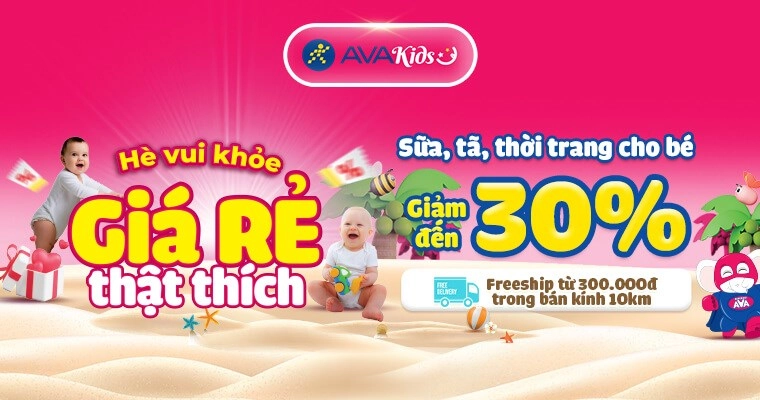 AVAKids
Hè vui khỏe
Giá RẺ
thật thích
Sữa, tã, thời trang cho bé
Giảm
đến
30%
FREE
DELIVERY
Freeship từ 300.000đ
trong bán kính 10km
AVA